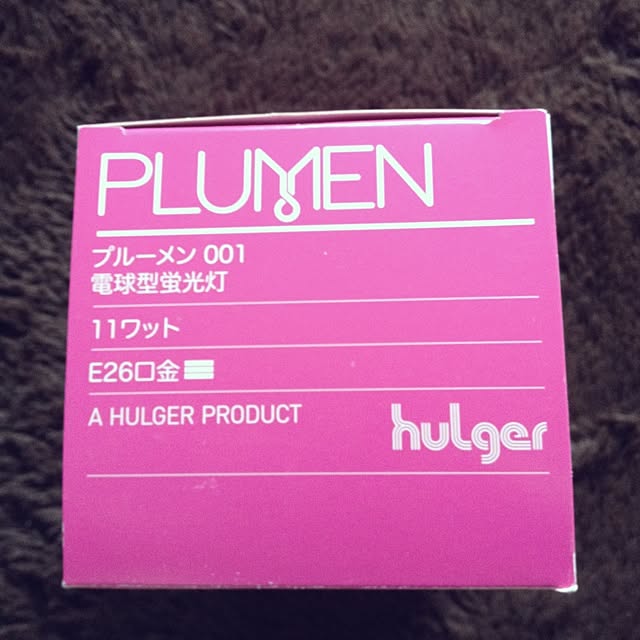 PLUMEN
プルーメン 001
電球型蛍光灯
11ワット
E26口金
A HULGER PRODUCT
hulger